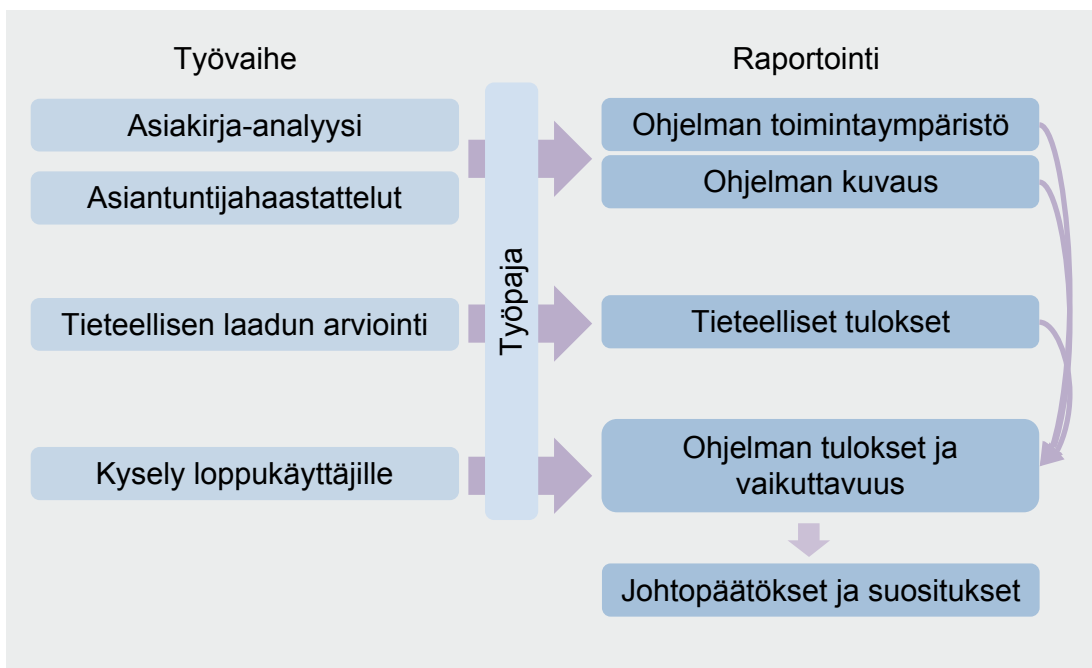 Työvaihe
Asiakirja-analyysi
Asiantuntijahaastattelut
Tieteellisen laadun arviointi
Kysely loppukäyttäjille
Työpaja
Raportointi
Ohjelman toimintaympäristö
Ohjelman kuvaus
Tieteelliset tulokset
Ohjelman tulokset ja
vaikuttavuus
Johtopäätökset ja suositukset